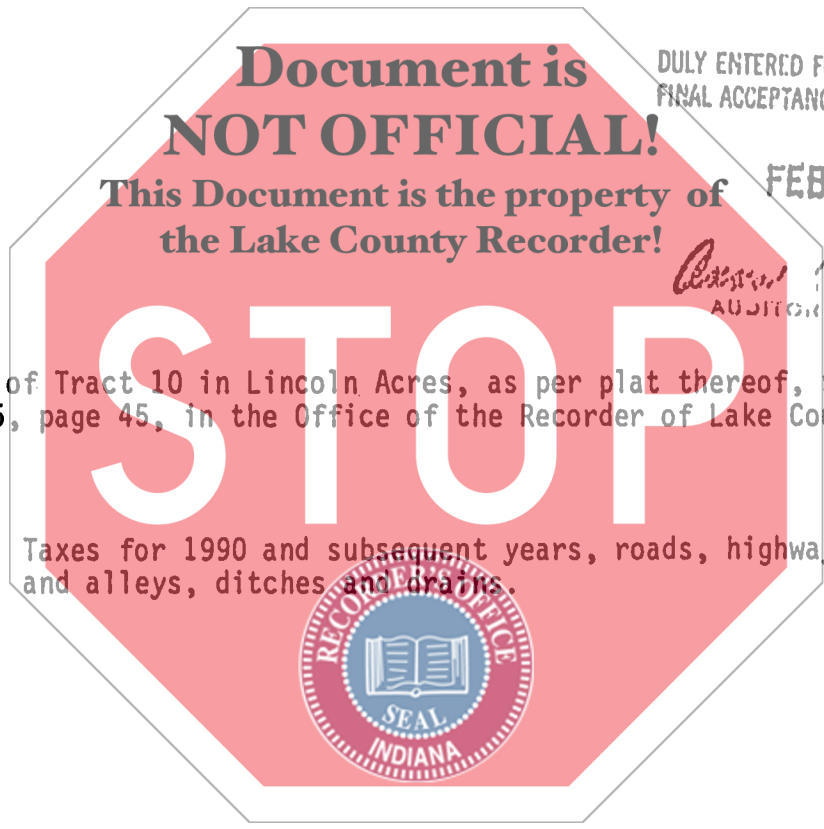 Document is
NOT OFFICIAL!
This Document is the property of
the Lake County Recorder!
DULY ENTERED F
FINAL ACCEPTANC
FEB
AUDITOR
STOP
of Tract 10 in Lincoln Acres, as per plat thereof,
5, page 45, in the Office of the Recorder of Lake Cou
Taxes for 1990 and subsequent years, roads, highwa
and alleys, ditches and drains.
RECORDER'S OFFICE
SEAL
INDIANA